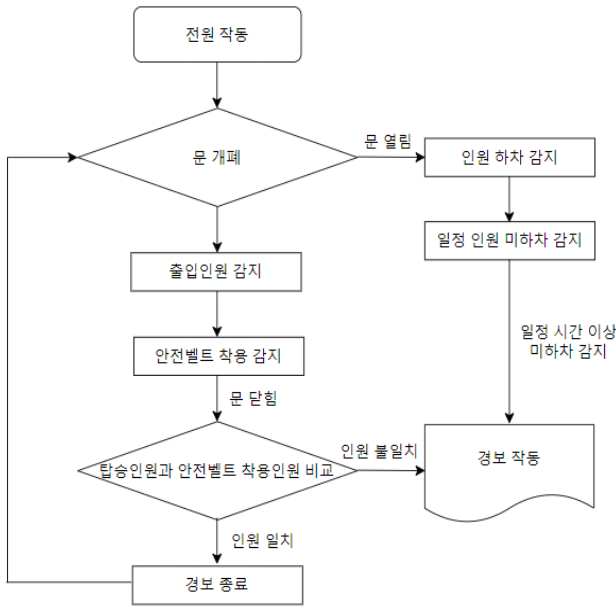 전원 작동
문 개폐
문 열림
인원 하차 감지
일정 인원 미하차 감지
출입인원 감지
일정 시간 이상
미하차 감지
안전벨트 착용 감지
문 닫힘
탑승인원과 안전벨트 착용인원 비교
인원 불일치
경보 작동
인원 일치
경보 종료